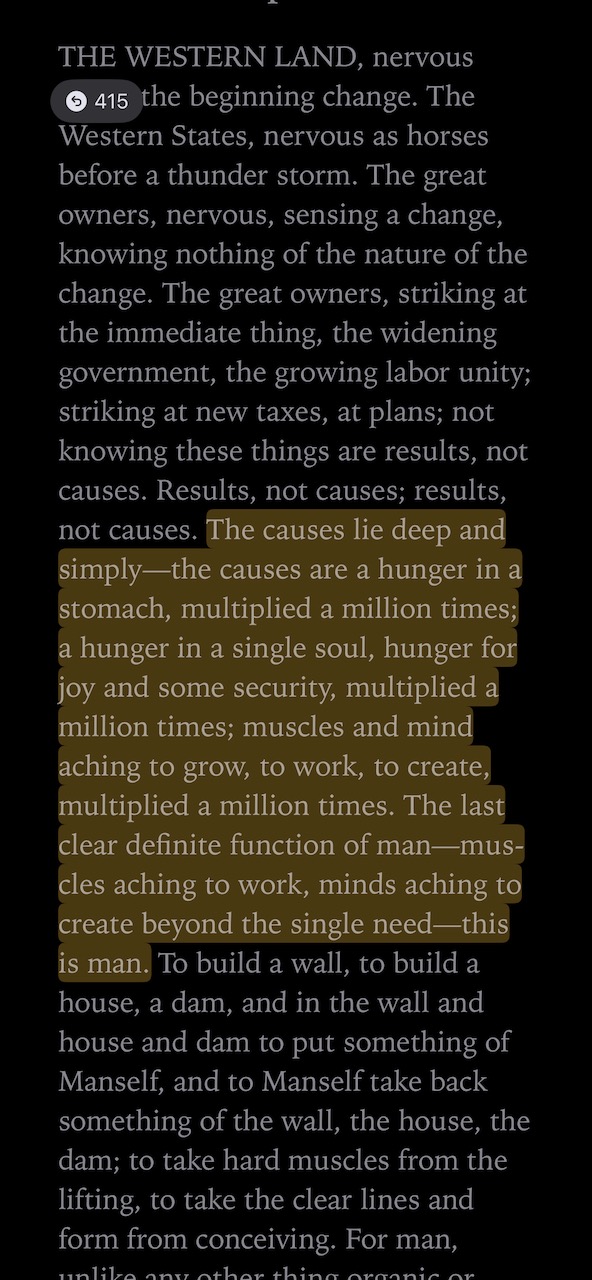 THE WESTERN LAND, nervous
415
the beginning change. The
Western States, nervous as horses
before a thunder storm. The great
owners, nervous, sensing a change,
knowing nothing of the nature of the
change. The great owners, striking at
the immediate thing, the widening
government, the growing labor unity;
striking at new taxes, at plans; not
knowing these things are results, not
causes. Results, not causes; results,
not causes. The causes lie deep and
simply—the causes are a hunger in a
stomach, multiplied a million times;
a hunger in a single soul, hunger for
joy and some security, multiplied a
million times; muscles and mind
aching to grow, to work, to create,
multiplied a million times. The last
clear definite function of man—mus-
cles aching to work, minds aching to
create beyond the single need—this
is man. To build a wall, to build a
house, a dam, and in the wall and
house and dam to put something of
Manself, and to Manself take back
something of the wall, the house, the
dam; to take hard muscles from the
lifting, to take the clear lines and
form from conceiving. For man,
unlike any other thing organic or